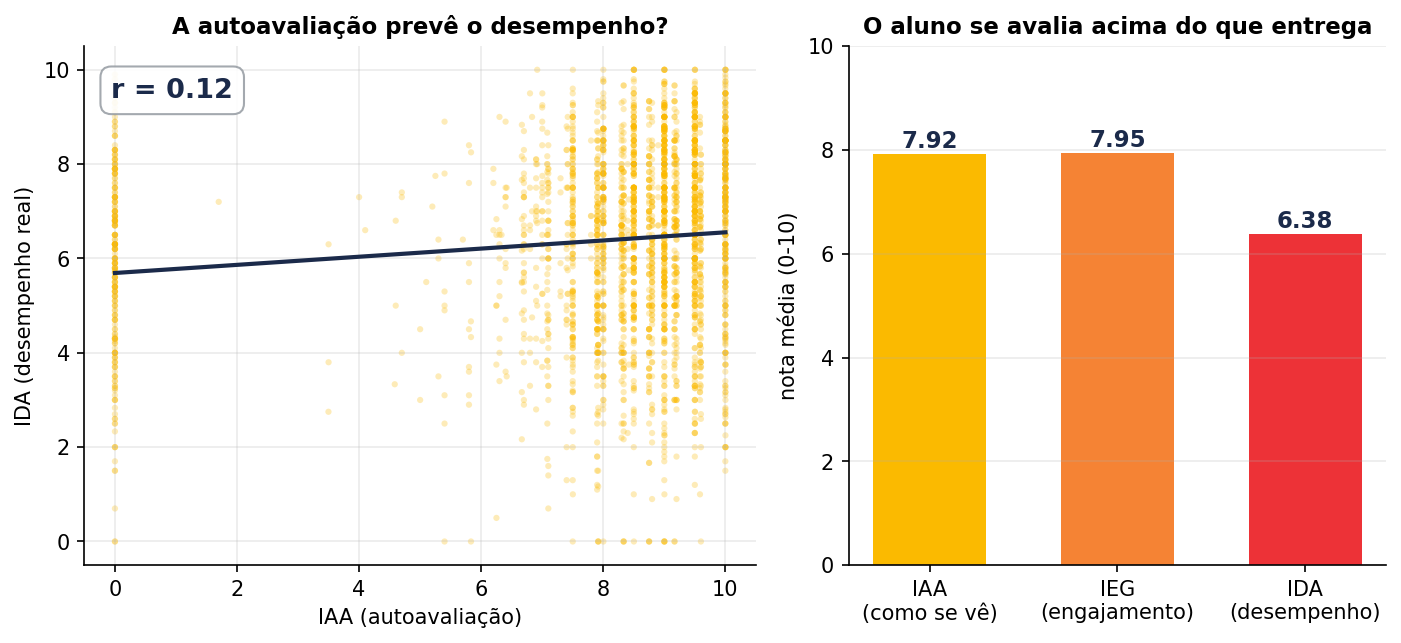 A autoavaliação prevê o desempenho?
r = 0.12
10
8
6
4
2
0
IDA (desempenho real)
0 2 4 6 8 10
IAA (autoavaliação)
O aluno se avalia acima do que entrega
10
8
6
4
2
0
nota média (0-10)
7.92
7.95
6.38
IAA
(como se vê)
IEG
(engajamento)
IDA
(desempenho)